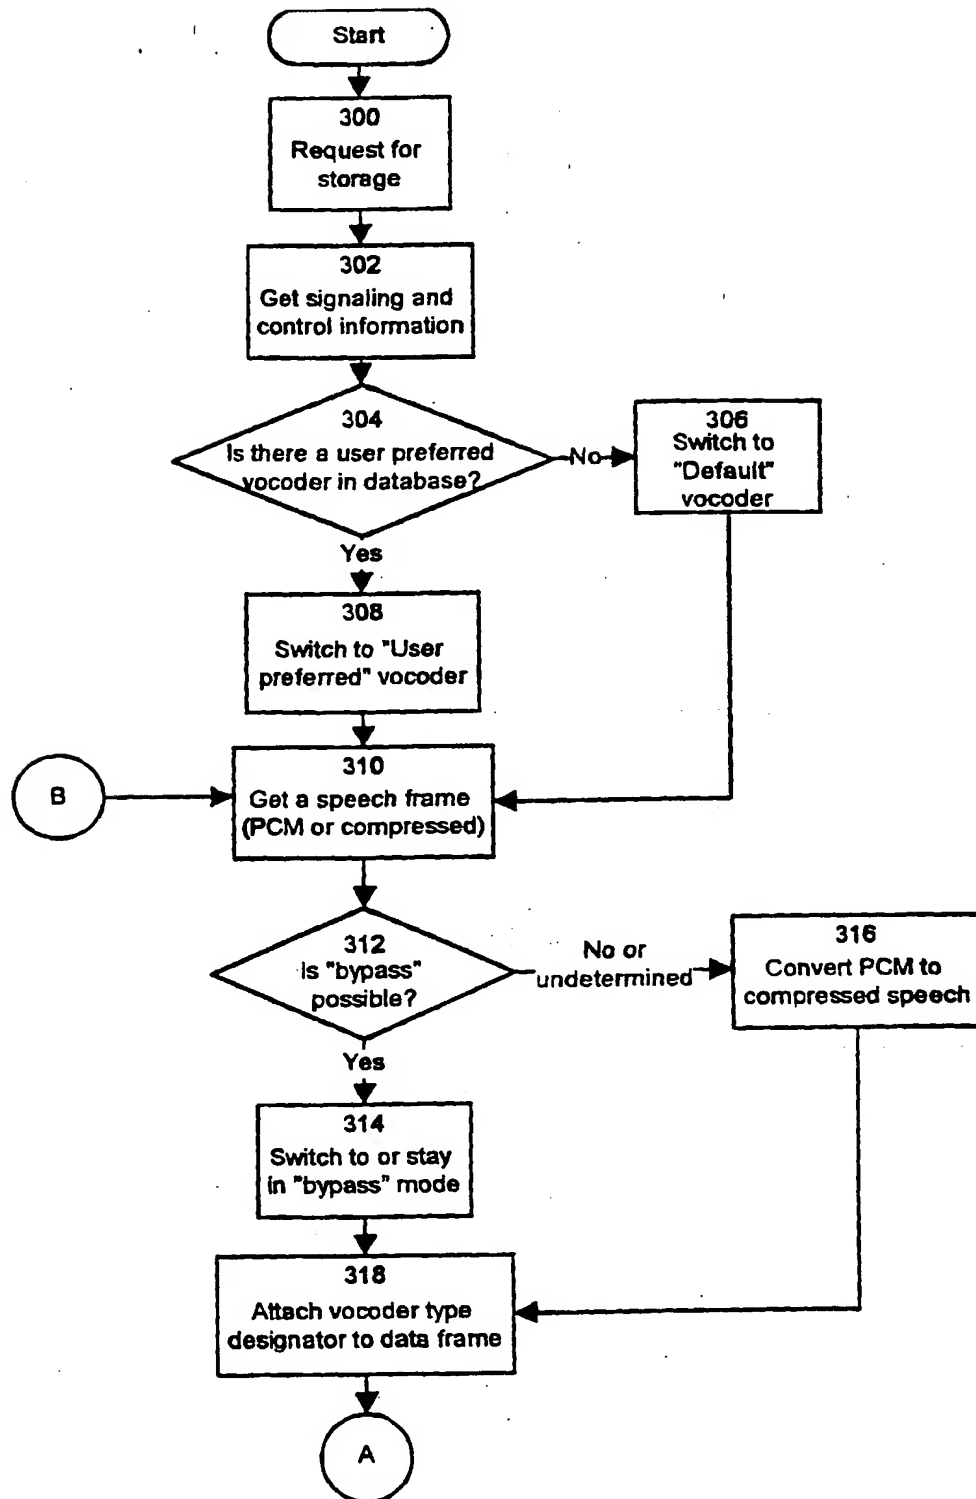 Start
300
Request for
storage
302
Get signaling and
control information
304
Is there a user preferred
vocoder in database?
No
306
Switch to
"Default"
vocoder
Yes
308
Switch to "User
preferred" vocoder
B
310
Get a speech frame
(PCM or compressed)
312
Is "bypass"
possible?
No or
undetermined
316
Convert PCM to
compressed speech
Yes
314
Switch to or stay
in "bypass" mode
318
Attach vocoder type
designator to data frame
A